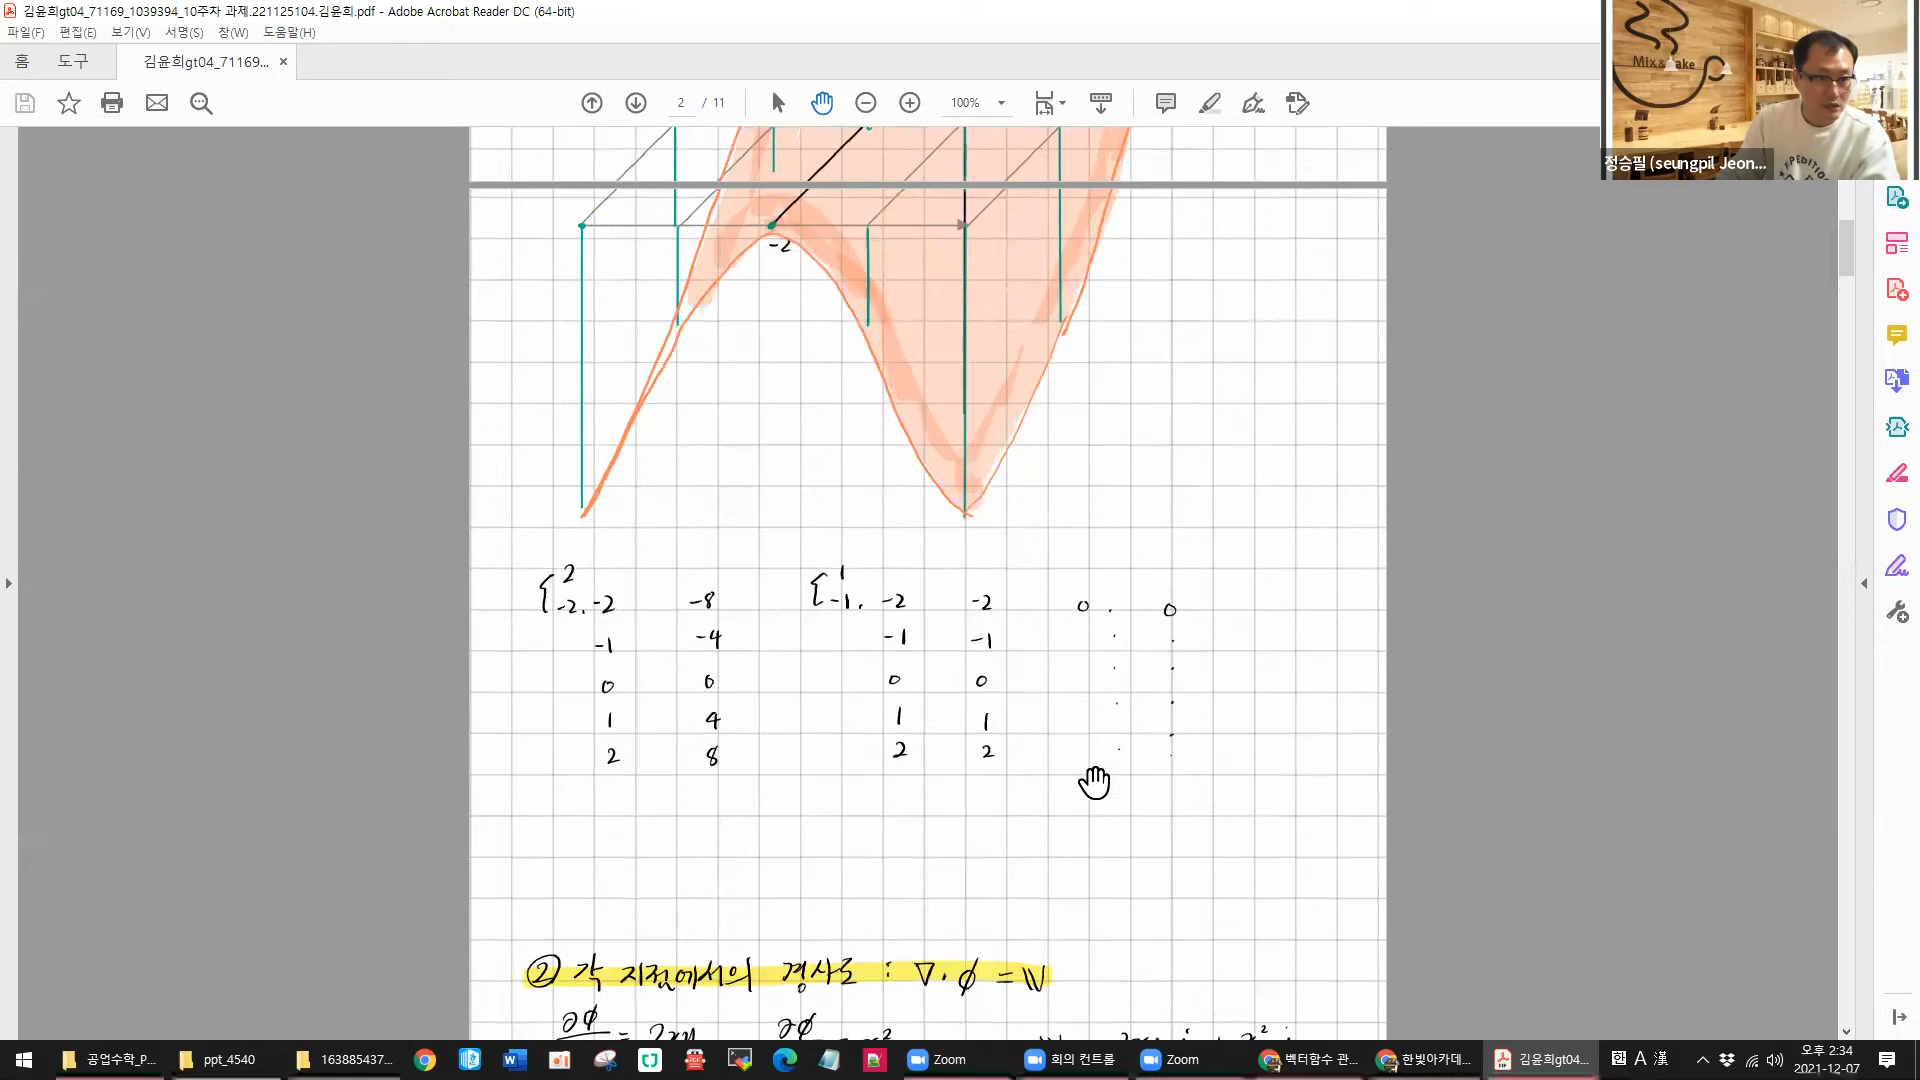 김윤희gt04_71169_1039394_10주차 과제.221125104.김윤희.pdf - Adobe Acrobat Reader DC (64-bit)
파일(F) 편집(E) 보기(V) 서명(S) 창(W) 도움말(H)
홈 도구 김윤희gt04_71169... ×
2 / 11 100%
Mix&
정승필 (seungpil Jeon...
-2
{ 2 { 1
-2. -2 -8 -1. -2 -2 0 . 0
-1 -4 -1 -1
0 0 0 0
1 4 1 1
2 8 2 2
② 각 지점에서의 경사도 : ∇·∅ = ℕ
∂∅ = 2xy ∂∅
공업수학_P... ppt_4540 163885437... Zoom 회의 컨트롤 Zoom 벡터함수 관... 한빛아카데... 김윤희gt04... 한 A 漢 오후 2:34
2021-12-07